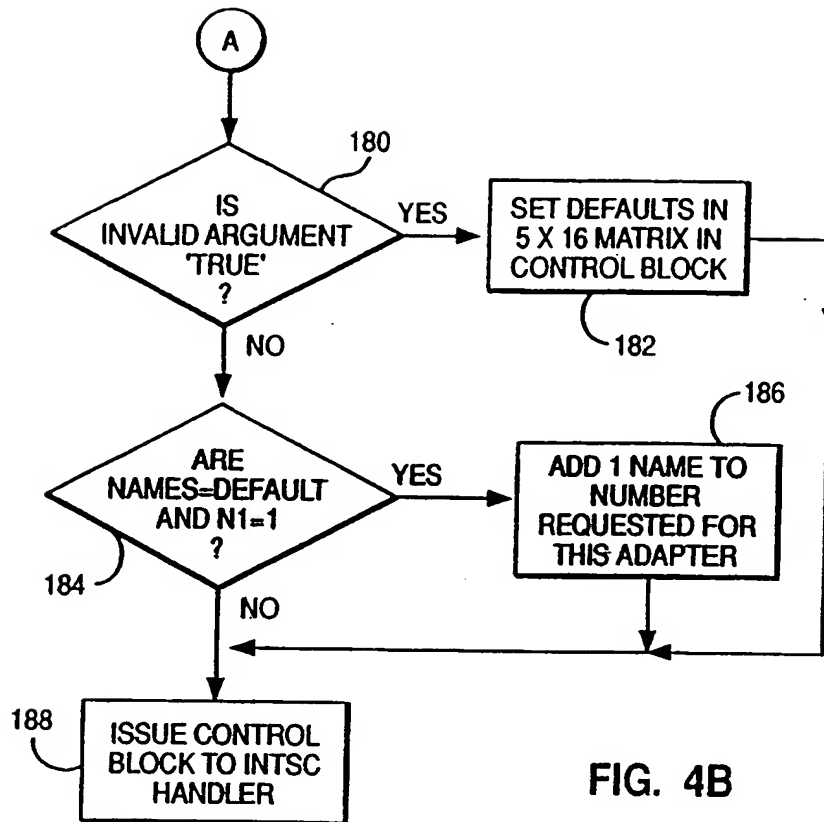 A
180
IS
INVALID ARGUMENT
'TRUE'
?
YES
SET DEFAULTS IN
5 X 16 MATRIX IN
CONTROL BLOCK
182
NO
ARE
NAMES=DEFAULT
AND N1=1
?
184
YES
186
ADD 1 NAME TO
NUMBER
REQUESTED FOR
THIS ADAPTER
NO
188
ISSUE CONTROL
BLOCK TO INTSC
HANDLER
FIG. 4B